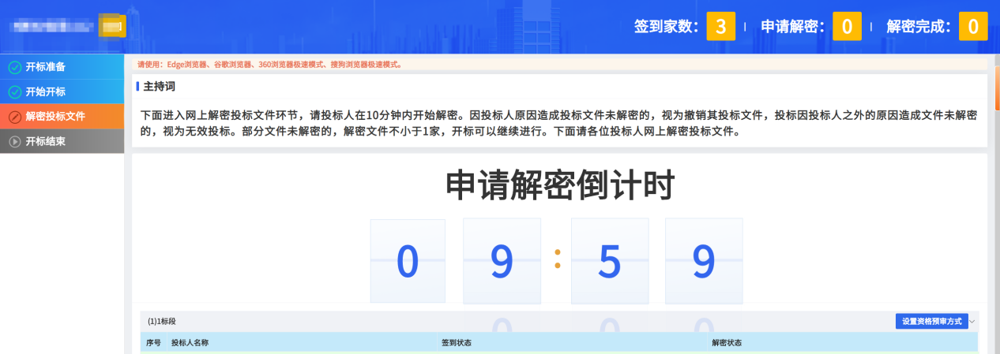 签到家数： 3 申请解密： 0 解密完成： 0
开标准备
开始开标
解密投标文件
开标结束
请使用：Edge浏览器、谷歌浏览器、360浏览器极速模式、搜狗浏览器极速模式。
主持词
下面进入网上解密投标文件环节，请投标人在10分钟内开始解密。因投标人原因造成投标文件未解密的，视为撤销其投标文件，投标因投标人之外的原因造成文件未解密
的，视为无效投标。部分文件未解密的，解密文件不小于1家，开标可以继续进行。下面请各位投标人网上解密投标文件。
申请解密倒计时
0 9 : 5 9
(1)1标段 设置资格预审方式
序号 投标人名称 签到状态 解密状态